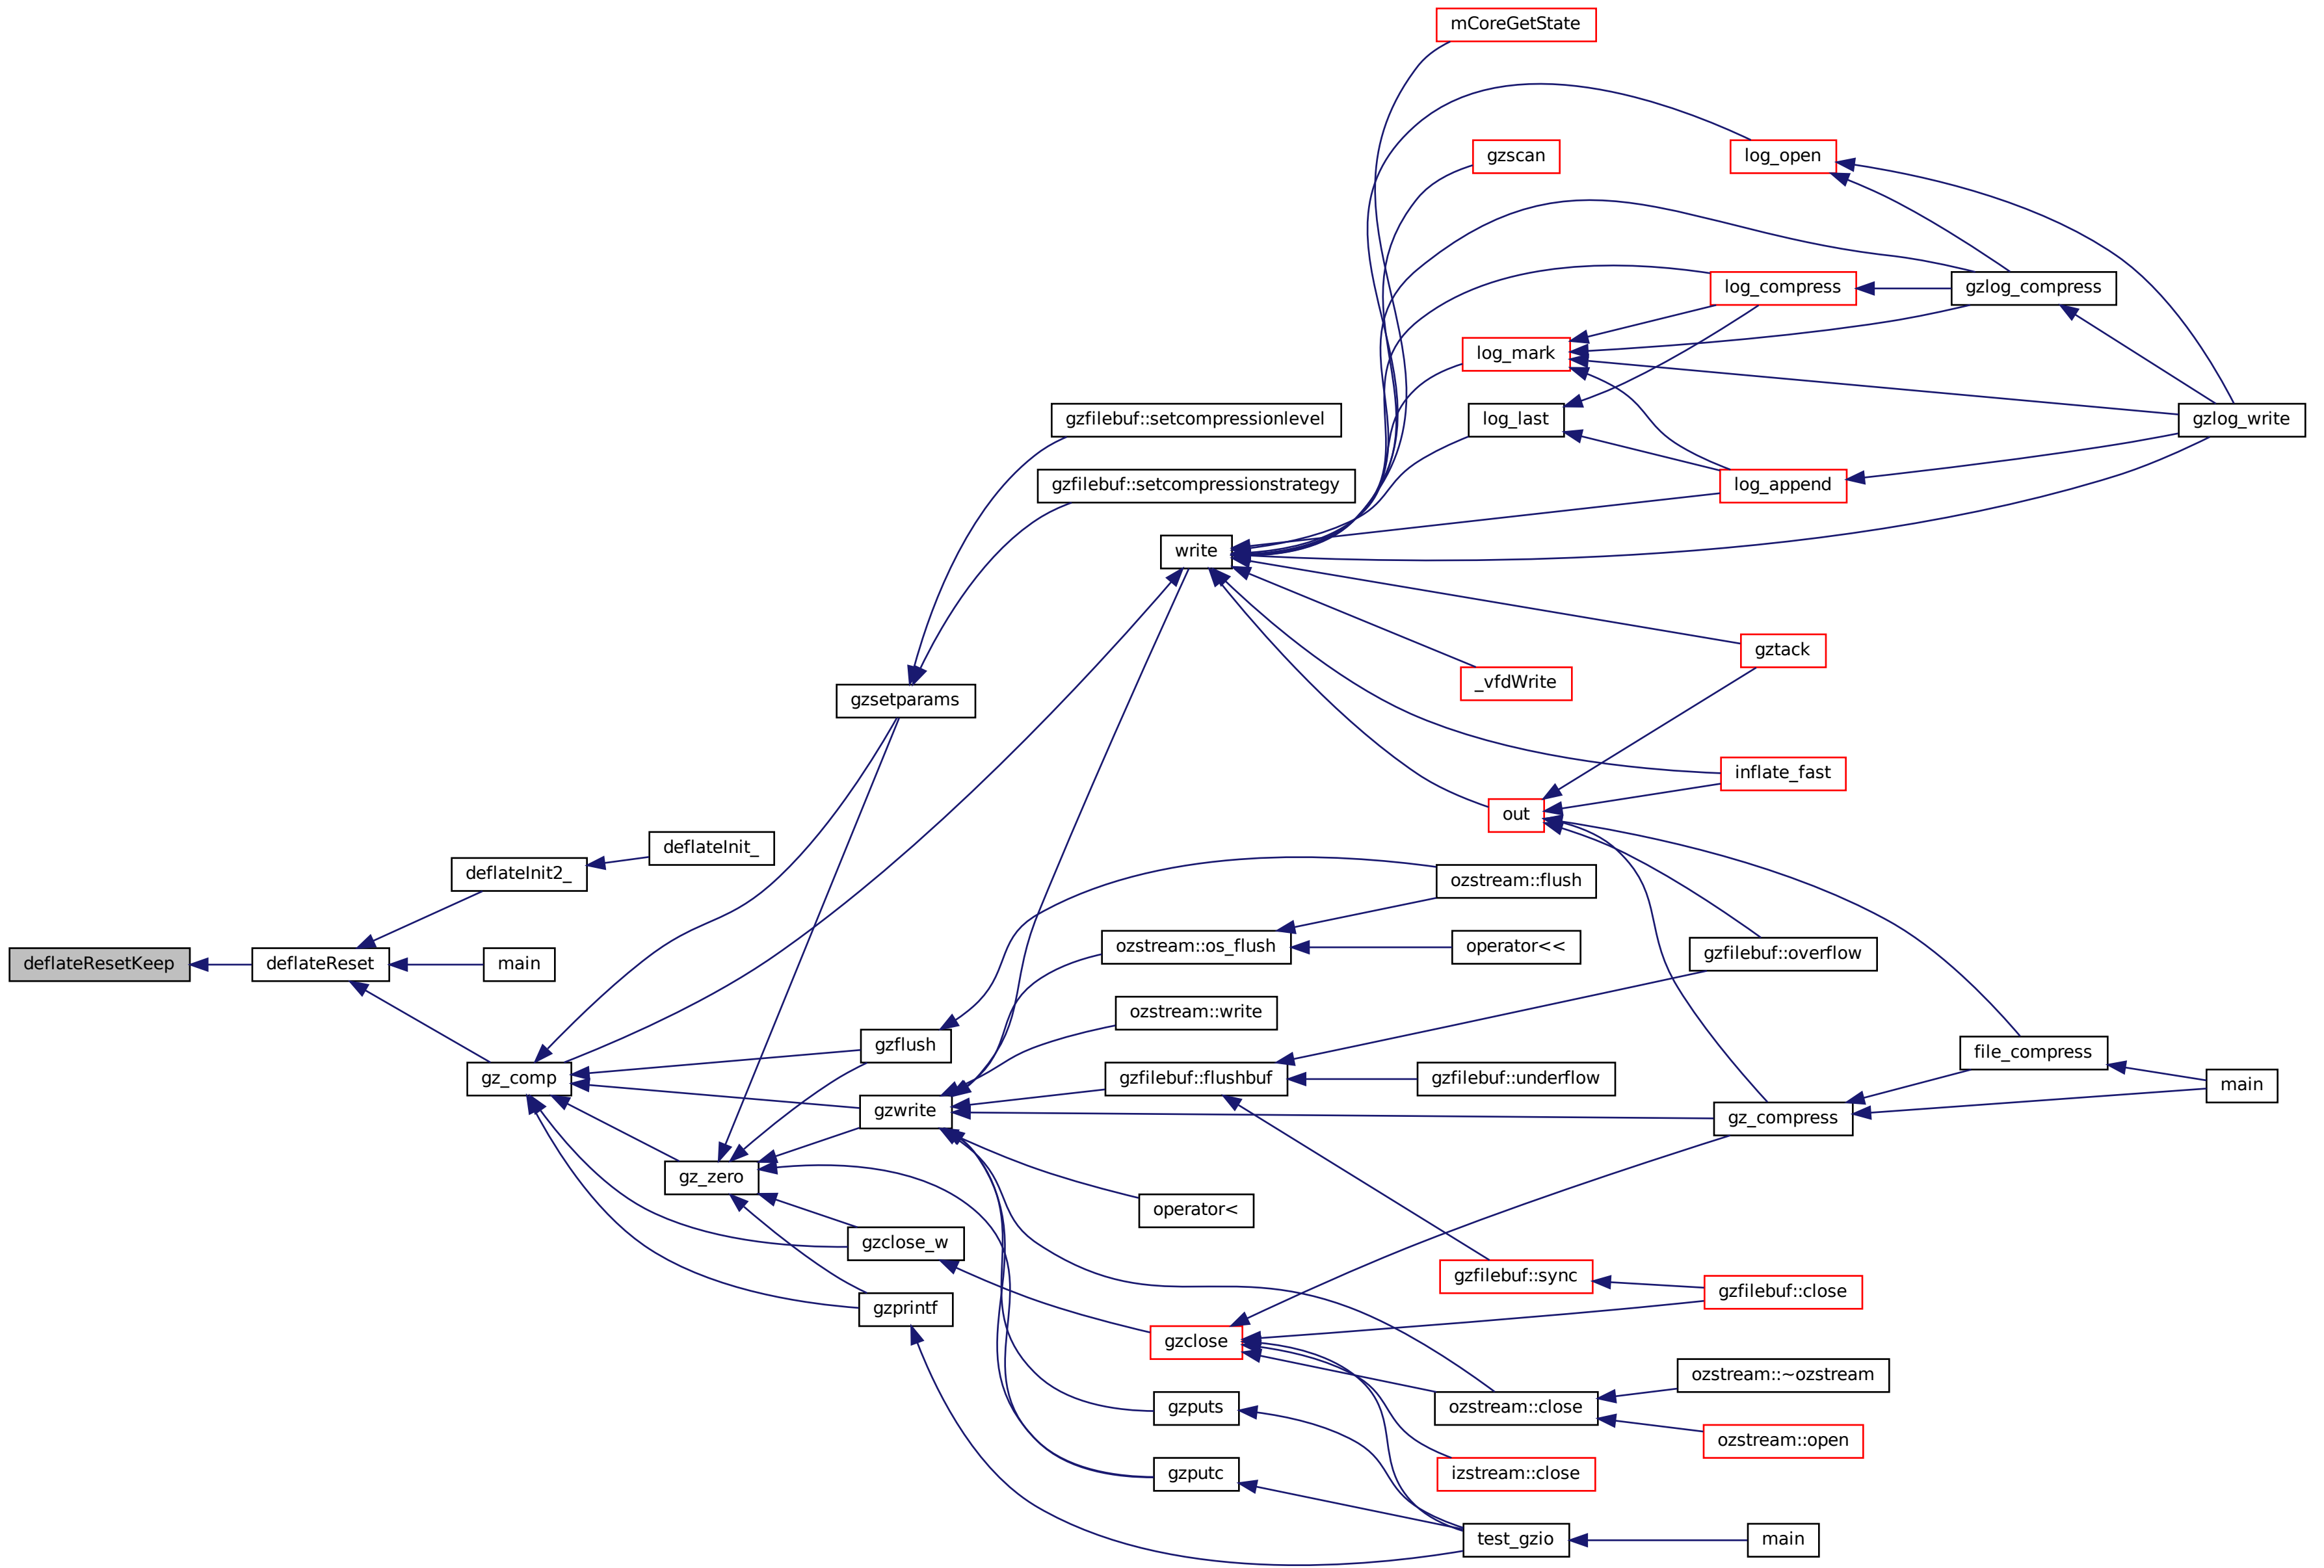 mCoreGetState
gzscan
log_open
log_compress
gzlog_compress
log_mark
gzfilebuf::setcompressionlevel
log_last
gzlog_write
gzfilebuf::setcompressionstrategy
log_append
write
gztack
_vfdWrite
gzsetparams
inflate_fast
out
deflateInit_
deflateInit2_
ozstream::flush
ozstream::os_flush
operator<<
gzfilebuf::overflow
deflateResetKeep
deflateReset
main
ozstream::write
gzflush
file_compress
gz_comp
gzfilebuf::flushbuf
gzfilebuf::underflow
main
gzwrite
gz_compress
gz_zero
operator<
gzclose_w
gzfilebuf::sync
gzfilebuf::close
gzprintf
gzclose
ozstream::~ozstream
gzputs
ozstream::close
ozstream::open
gzputc
izstream::close
test_gzio
main